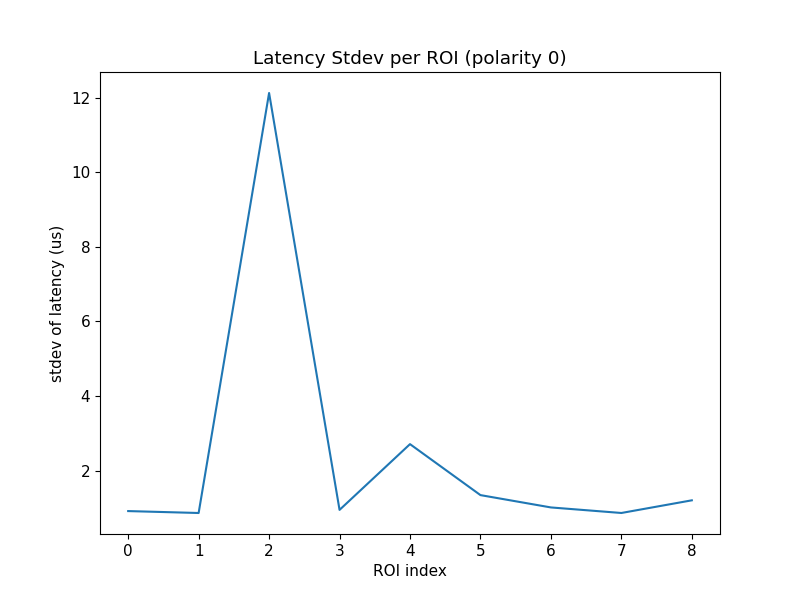 Latency Stdev per ROI (polarity 0)
12
10
8
6
4
2
stdev of latency (us)
0 1 2 3 4 5 6 7 8
ROI index